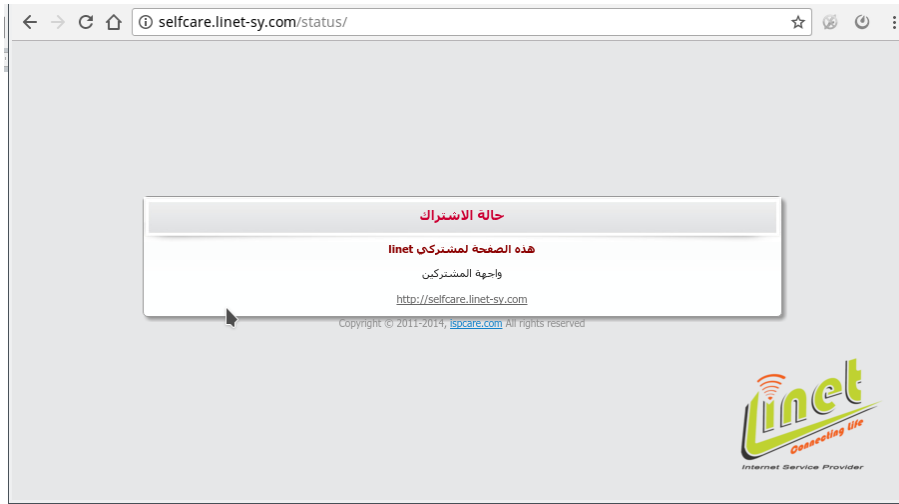 selfcare.linet-sy.com/status/
حالة الاشتراك
هذه الصفحة لمشتركي linet
واجهة المشتركين
http://selfcare.linet-sy.com
Copyright © 2011-2014, ispcare.com All rights reserved
Linet
Connecting life
Internet Service Provider